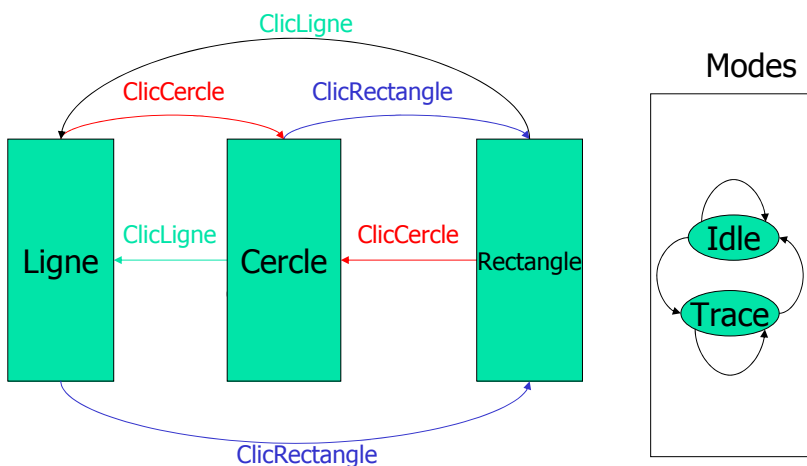 ClicLigne
Modes
ClicCercle
ClicRectangle
Ligne
ClicLigne
Cercle
ClicCercle
Rectangle
Idle
Trace
ClicRectangle